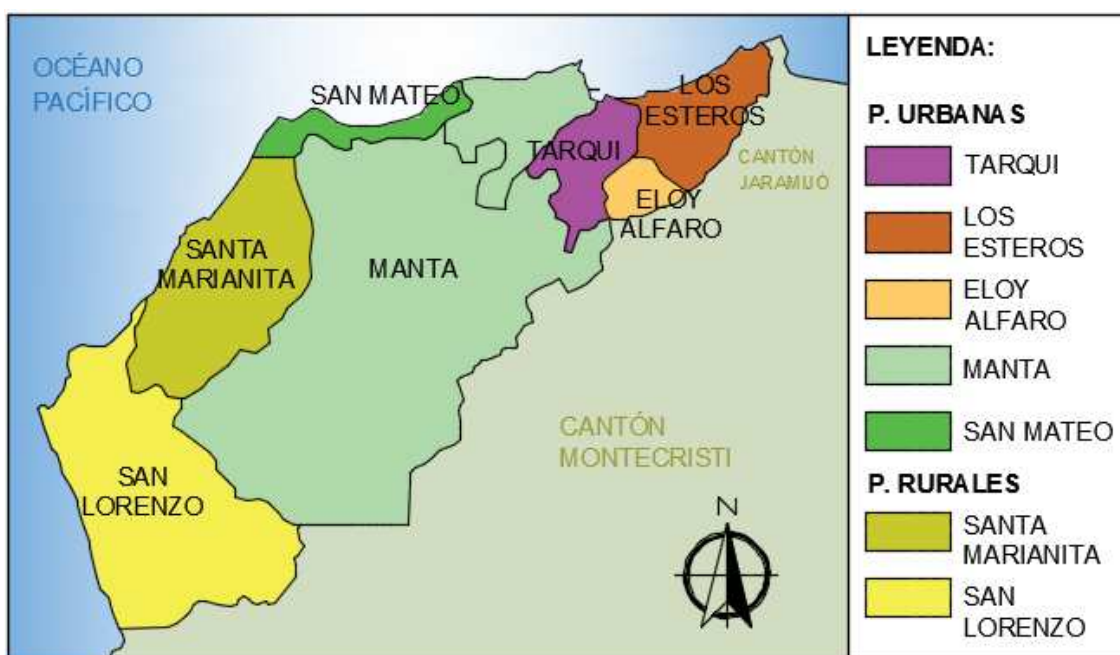 OCÉANO
PACÍFICO
SAN MATEO
LOS
ESTEROS
TARQUI
CANTÓN
JARAMIJÓ
ELOY
ALFARO
SANTA
MARIANITA
MANTA
CANTÓN
MONTECRISTI
SAN
LORENZO
N
LEYENDA:
P. URBANAS
TARQUI
LOS
ESTEROS
ELOY
ALFARO
MANTA
SAN MATEO
P. RURALES
SANTA
MARIANITA
SAN
LORENZO